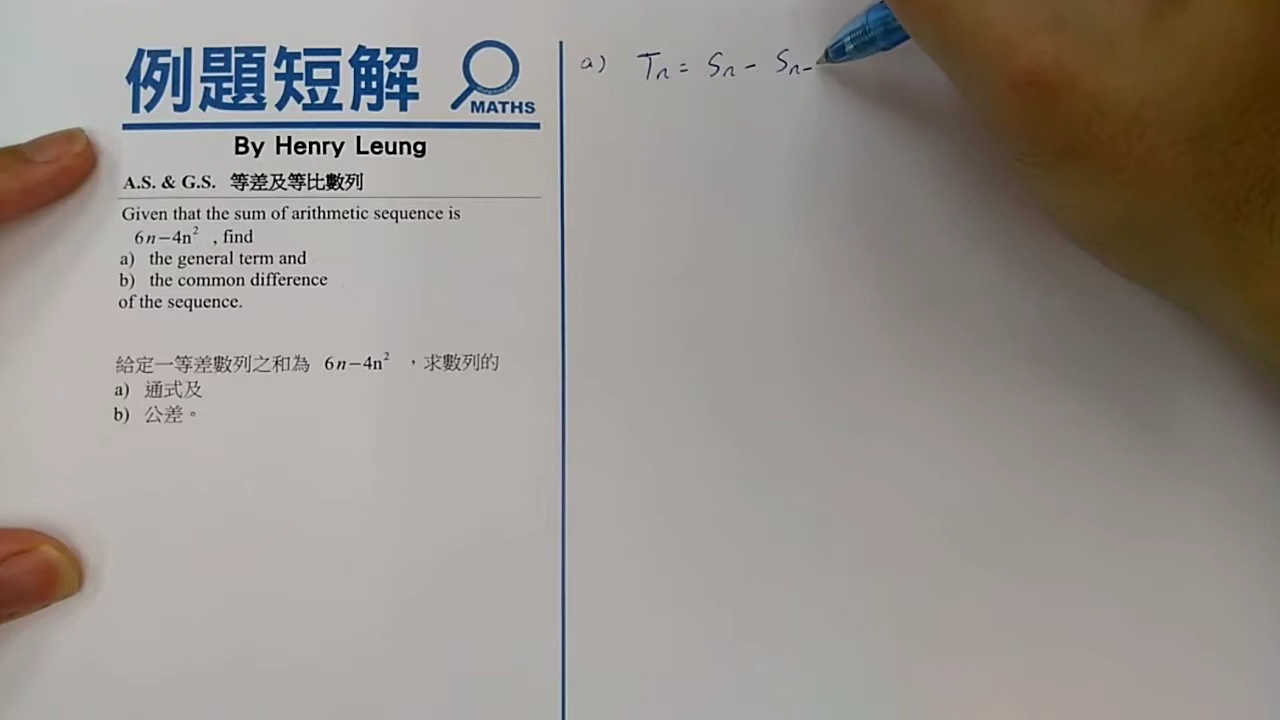 例題短解
MATHS
By Henry Leung
A.S. & G.S. 等差及等比數列
Given that the sum of arithmetic sequence is
6n−4n² , find
a) the general term and
b) the common difference
of the sequence.
給定一等差數列之和為 6n−4n² ，求數列的
a) 通式及
b) 公差。
a) Tn = Sn - Sn-